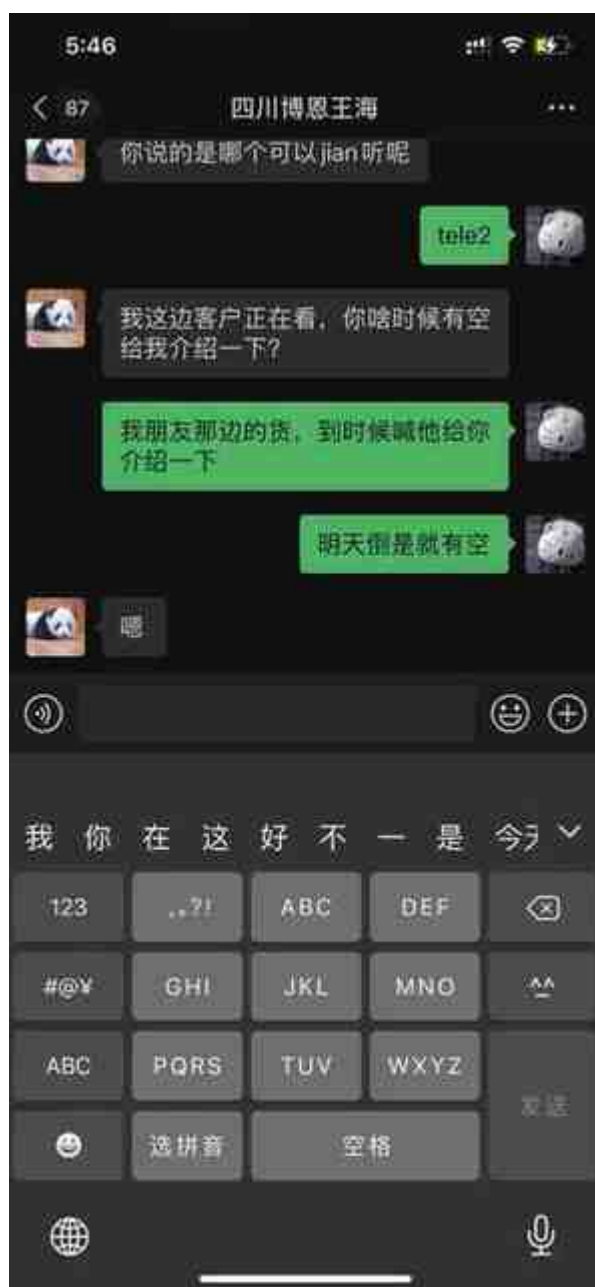 5:46
87
四川博恩王海
你说的是哪个可以jian听呢
tele2
我这边客户正在看，你啥时候有空
给我介绍一下？
我朋友那边的货，到时候喊他给你
介绍一下
明天倒是就有空
嗯
我 你 在 这 好 不 一 是 今天
123
,。?!
ABC
DEF
#@¥
GHI
JKL
MNO
^^
ABC
PQRS
TUV
WXYZ
发送
选拼音
空格